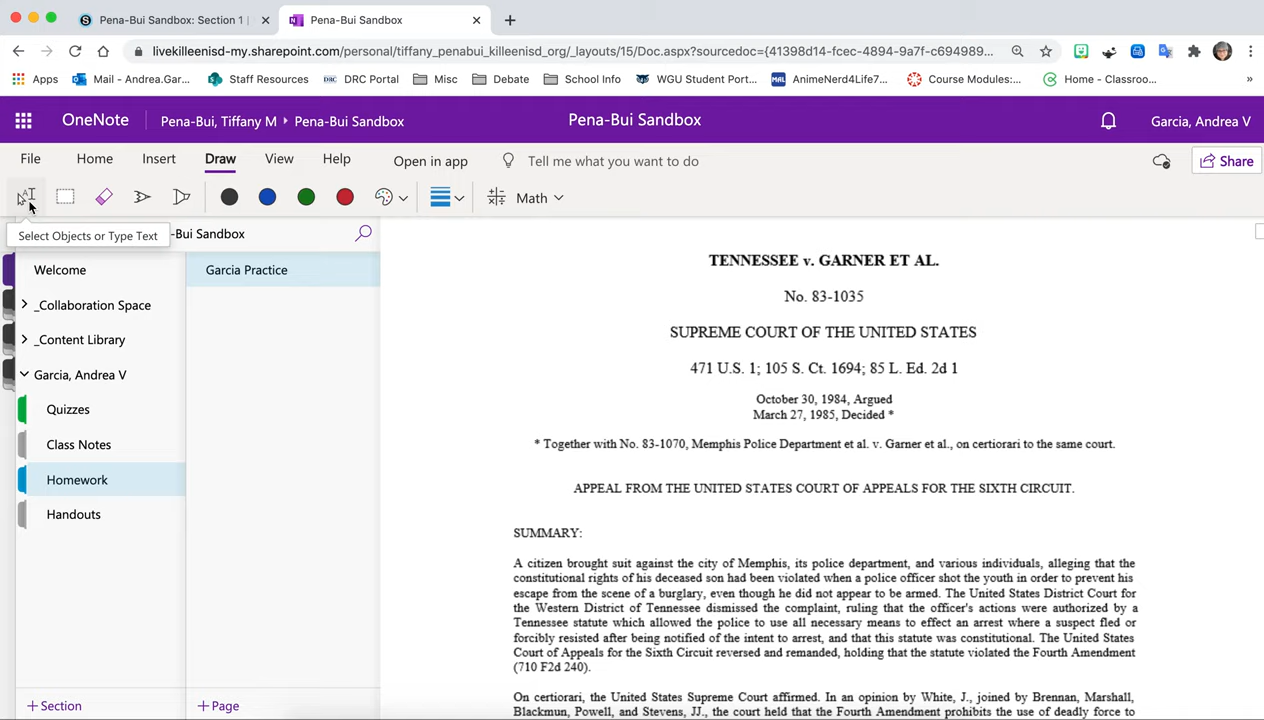 Pena-Bui Sandbox: Section 1 |
Pena-Bui Sandbox
livekilleenisd-my.sharepoint.com/personal/tiffany_penabui_killeenisd_org/_layouts/15/Doc.aspx?sourcedoc={41398d14-fcec-4894-9a7f-c694989...
Apps
Mail - Andrea.Gar...
Staff Resources
DRC Portal
Misc
Debate
School Info
WGU Student Port...
MAL AnimeNerd4Life7...
Course Modules:...
Home - Classroo...
OneNote
Pena-Bui, Tiffany M
Pena-Bui Sandbox
Pena-Bui Sandbox
Garcia, Andrea V
File
Home
Insert
Draw
View
Help
Open in app
Tell me what you want to do
Share
Math
Select Objects or Type Text
-Bui Sandbox
Welcome
_Collaboration Space
_Content Library
Garcia, Andrea V
Quizzes
Class Notes
Homework
Handouts
+ Section
Garcia Practice
+ Page
TENNESSEE v. GARNER ET AL.
No. 83-1035
SUPREME COURT OF THE UNITED STATES
471 U.S. 1; 105 S. Ct. 1694; 85 L. Ed. 2d 1
October 30, 1984, Argued
March 27, 1985, Decided *
* Together with No. 83-1070, Memphis Police Department et al. v. Garner et al., on certiorari to the same court.
APPEAL FROM THE UNITED STATES COURT OF APPEALS FOR THE SIXTH CIRCUIT.
SUMMARY:
A citizen brought suit against the city of Memphis, its police department, and various individuals, alleging that the
constitutional rights of his deceased son had been violated when a police officer shot the youth in order to prevent his
escape from the scene of a burglary, even though he did not appear to be armed. The United States District Court for
the Western District of Tennessee dismissed the complaint, ruling that the officer's actions were authorized by a
Tennessee statute which allowed the police to use all necessary means to effect an arrest where a suspect fled or
forcibly resisted after being notified of the intent to arrest, and that this statute was constitutional. The United States
Court of Appeals for the Sixth Circuit reversed and remanded, holding that the statute violated the Fourth Amendment
(710 F2d 240).
On certiorari, the United States Supreme Court affirmed. In an opinion by White, J., joined by Brennan, Marshall,
Blackmun, Powell, and Stevens, JJ., the court held that the Fourth Amendment prohibits the use of deadly force to